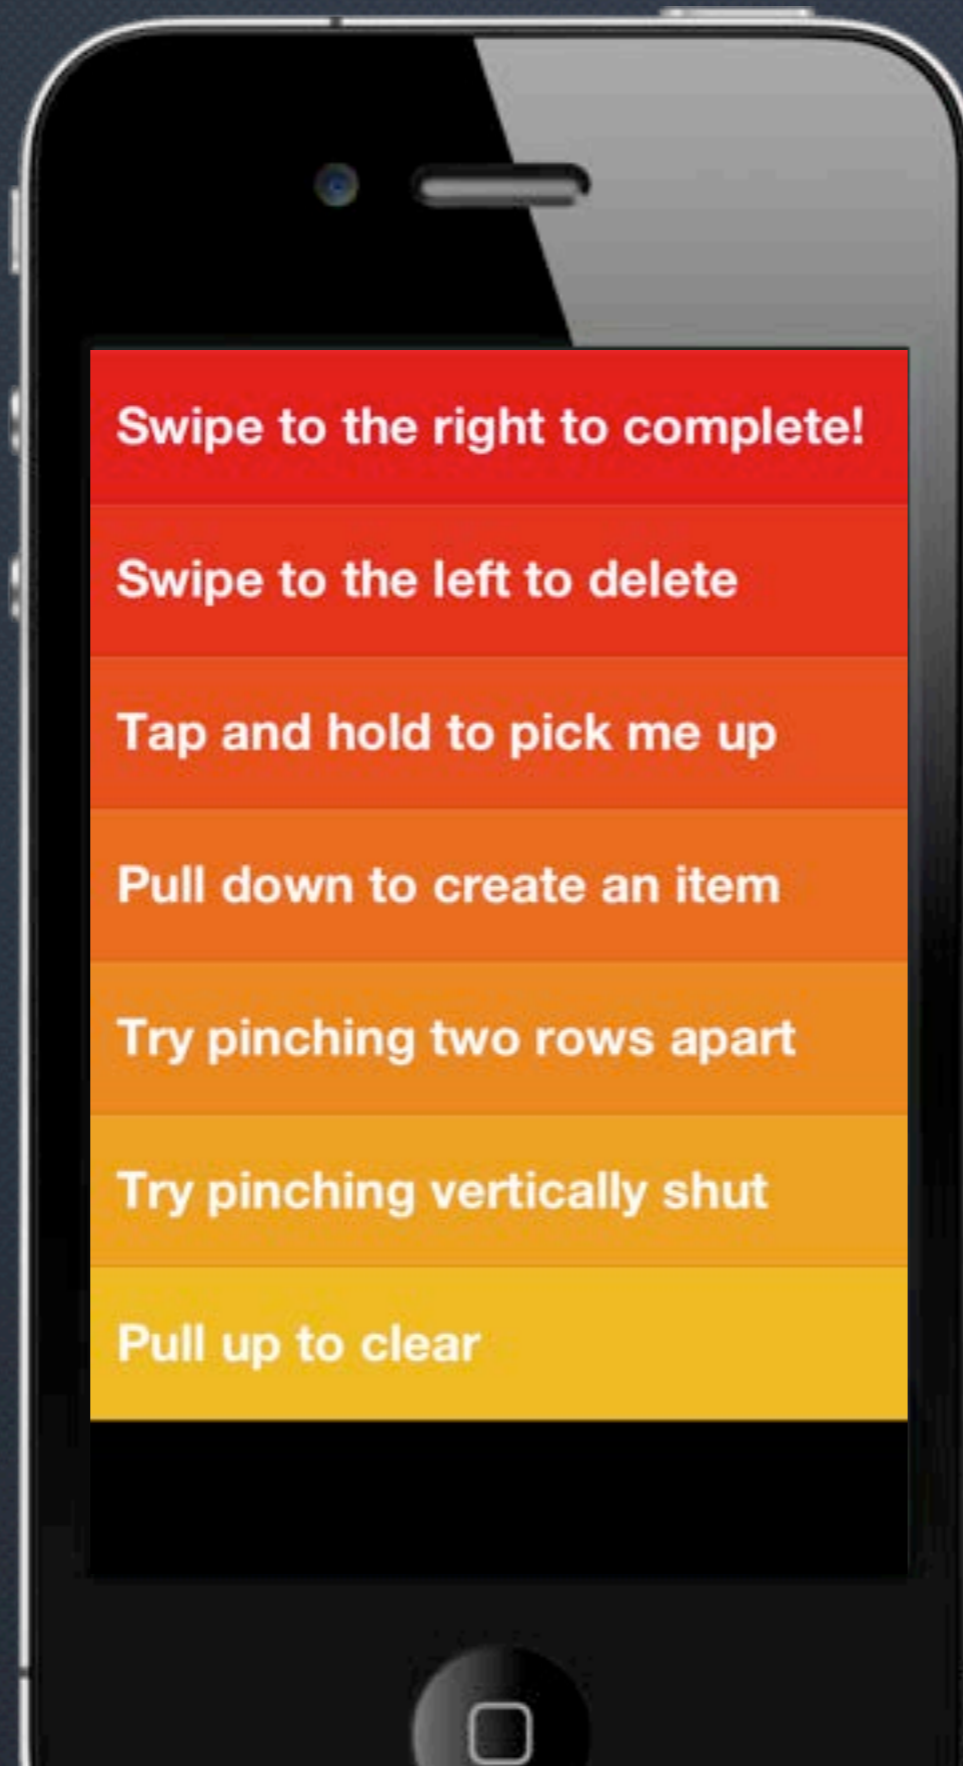 Swipe to the right to complete!
Swipe to the left to delete
Tap and hold to pick me up
Pull down to create an item
Try pinching two rows apart
Try pinching vertically shut
Pull up to clear